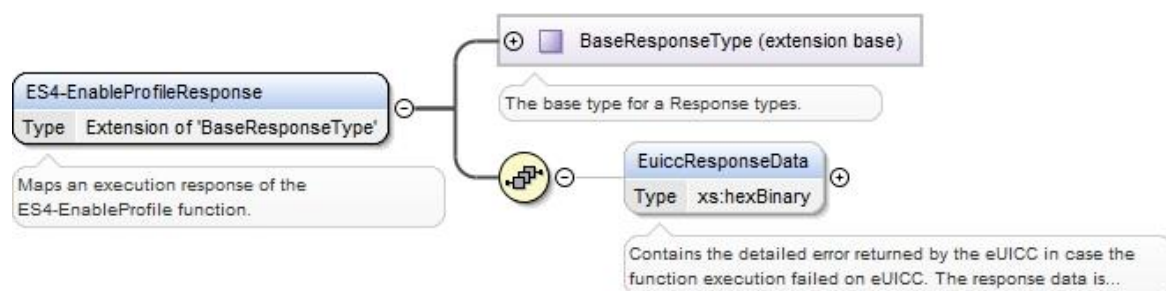 BaseResponseType (extension base)
The base type for a Response types.
ES4-EnableProfileResponse
Type Extension of 'BaseResponseType'
Maps an execution response of the
ES4-EnableProfile function.
EuiccResponseData
Type xs:hexBinary
Contains the detailed error returned by the eUICC in case the
function execution failed on eUICC. The response data is...